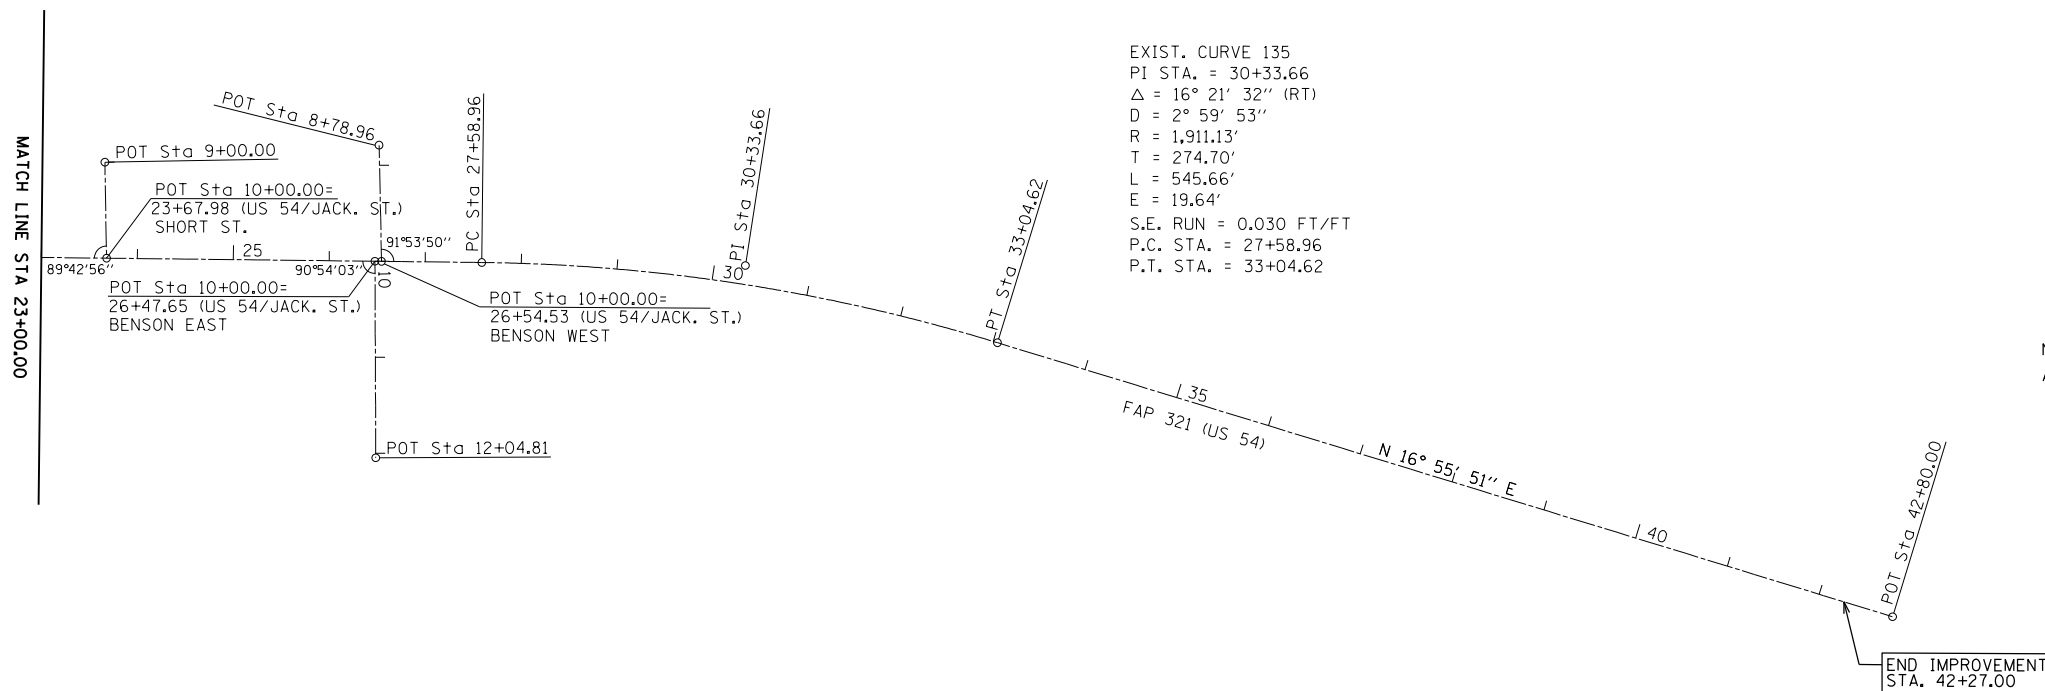 MATCH LINE STA 23+00.00
POT Sta 9+00.00
POT Sta 8+78.96
POT Sta 10+00.00=
23+67.98 (US 54/JACK. ST.)
SHORT ST.
89°42'56"
25
90°54'03"
91°53'50"
10
POT Sta 10+00.00=
26+47.65 (US 54/JACK. ST.)
BENSON EAST
POT Sta 10+00.00=
26+54.53 (US 54/JACK. ST.)
BENSON WEST
POT Sta 12+04.81
PC Sta 27+58.96
PI Sta 30+33.66
30
PT Sta 33+04.62
EXIST. CURVE 135
PI STA. = 30+33.66
△ = 16° 21' 32" (RT)
D = 2° 59' 53"
R = 1,911.13'
T = 274.70'
L = 545.66'
E = 19.64'
S.E. RUN = 0.030 FT/FT
P.C. STA. = 27+58.96
P.T. STA. = 33+04.62
35
FAP 321 (US 54)
N 16° 55' 51" E
40
POT Sta 42+80.00
END IMPROVEMENT
STA. 42+27.00